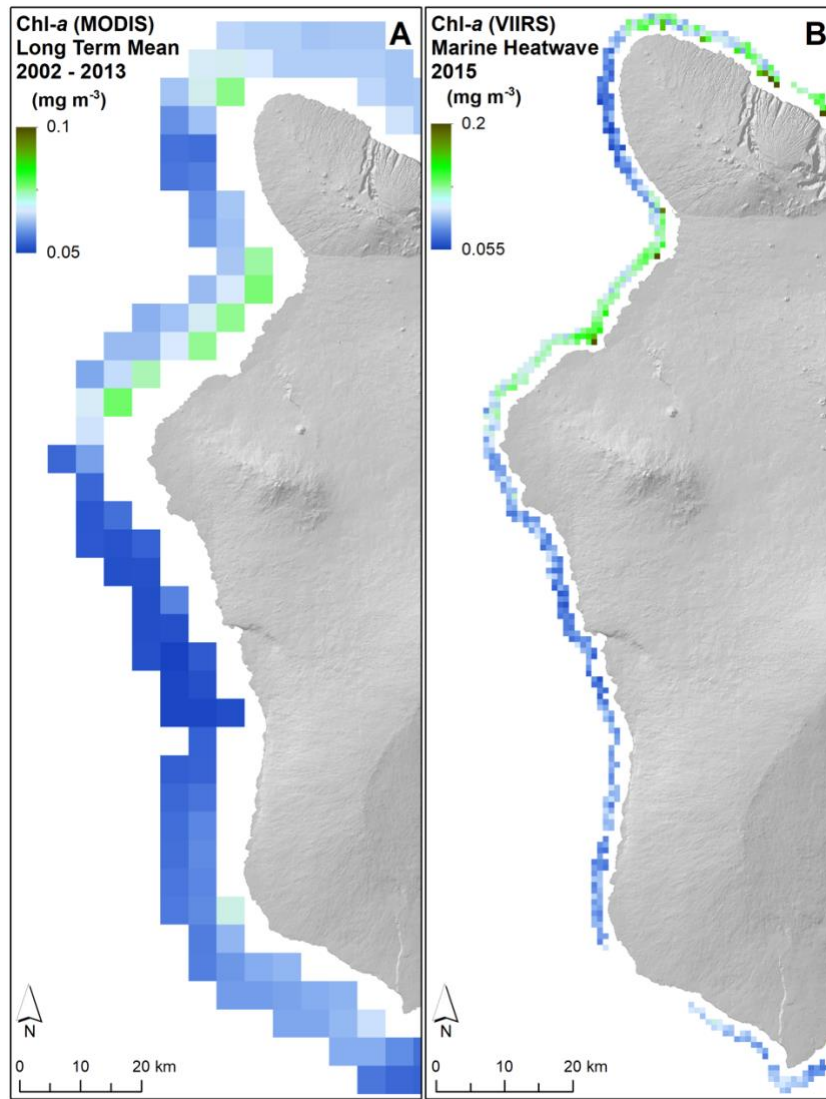 Chl-a (MODIS)
Long Term Mean
2002 - 2013
(mg m⁻³)
0.1
0.05
A
N
0 10 20 km
Chl-a (VIIRS)
Marine Heatwave
2015
(mg m⁻³)
0.2
0.055
B
N
0 10 20 km